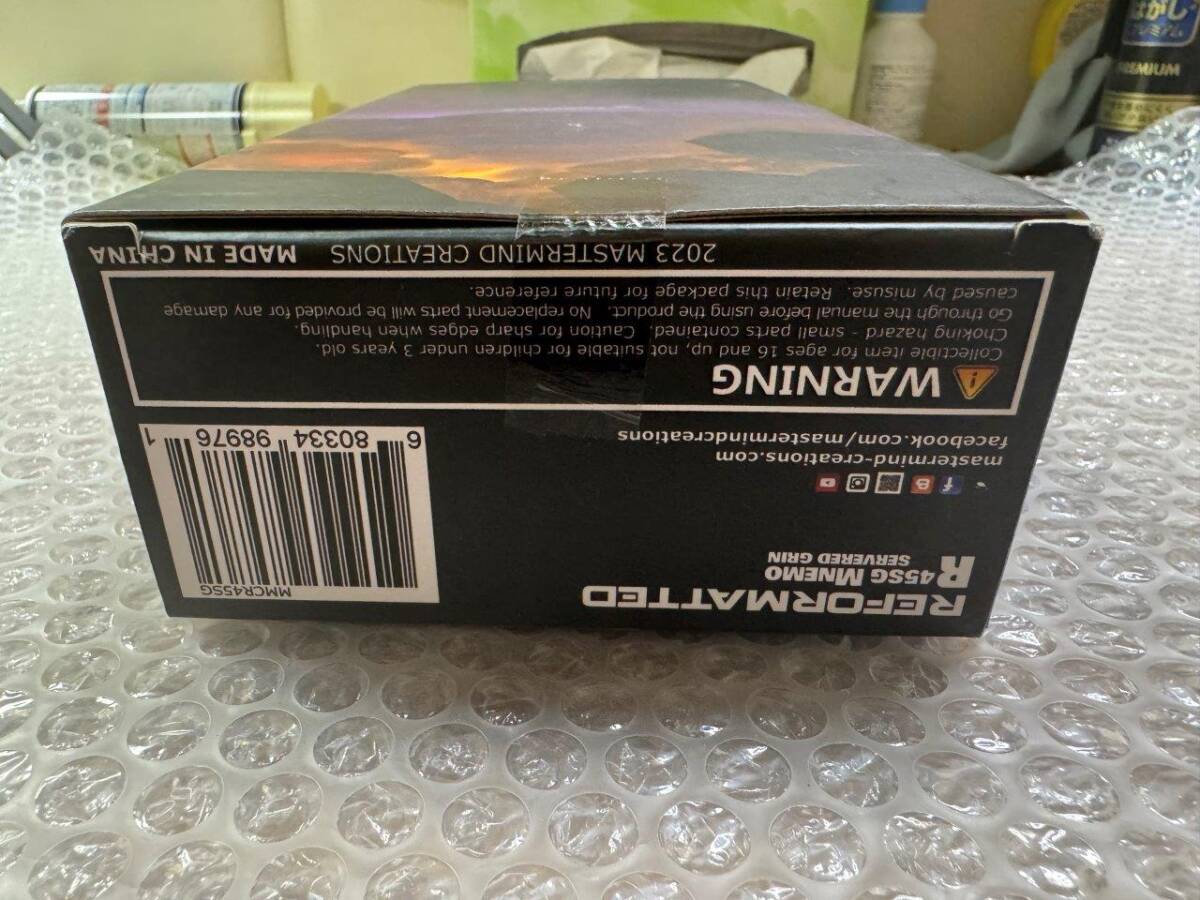 REFORMATTED
R 45SG MNEMO
SERVERED GRIN
MMCR45SG
mastermind-creations.com
facebook.com/mastermindcreations
6 80334 98976 1
WARNING
Collectible item for ages 16 and up, not suitable for children under 3 years old.
Choking hazard - small parts contained. Caution for sharp edges when handling.
Go through the manual before using the product. No replacement parts will be provided for any damage
caused by misuse. Retain this package for future reference.
2023 MASTERMIND CREATIONS MADE IN CHINA
PREMIUM